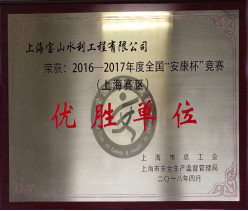 上海宝山水利工程有限公司
荣获：2016—2017年度全国“安康杯”竞赛
（上海赛区）
优胜单位
上海市总工会
上海市安全生产监督管理局
二〇一八年四月